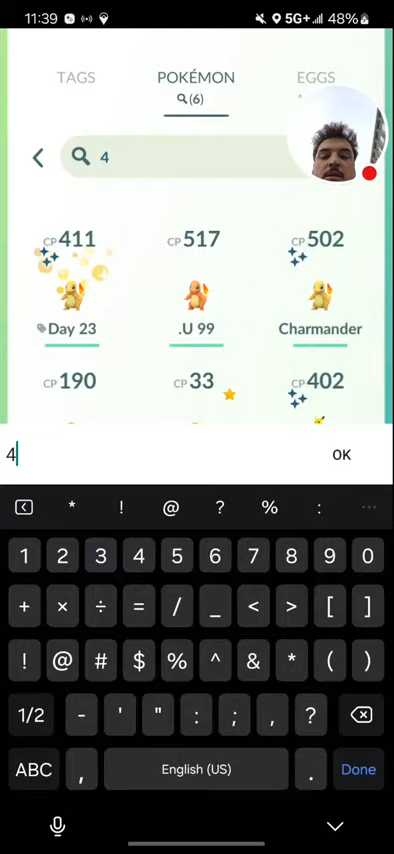 11:39 5G+ 48%
TAGS POKÉMON EGGS
(6)
4
CP411 CP517 CP502
Day 23 .U 99 Charmander
CP190 CP33 CP402
4 OK
* ! @ ? % : ...
1 2 3 4 5 6 7 8 9 0
+ × ÷ = / _ < > [ ]
! @ # $ % ^ & * ( )
1/2 - ' " : ; , ?
ABC , English (US) . Done